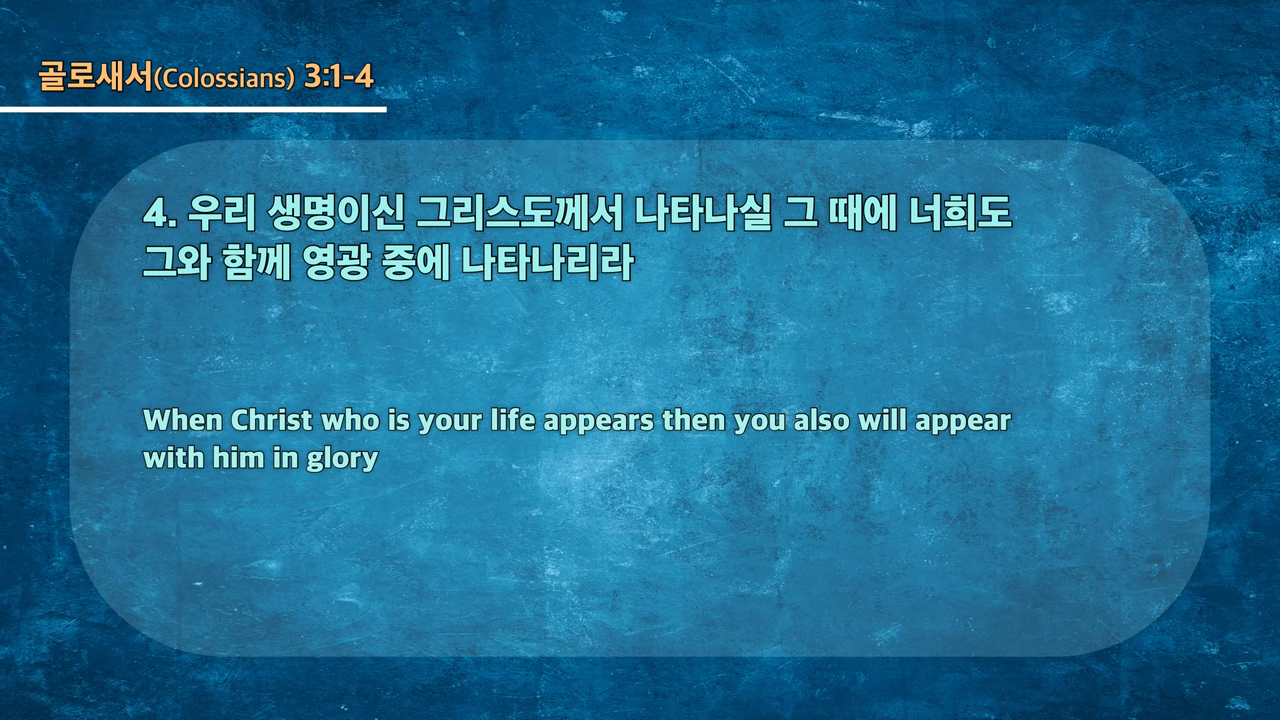 골로새서(Colossians) 3:1-4
4. 우리 생명이신 그리스도께서 나타나실 그 때에 너희도
그와 함께 영광 중에 나타나리라
When Christ who is your life appears then you also will appear
with him in glory